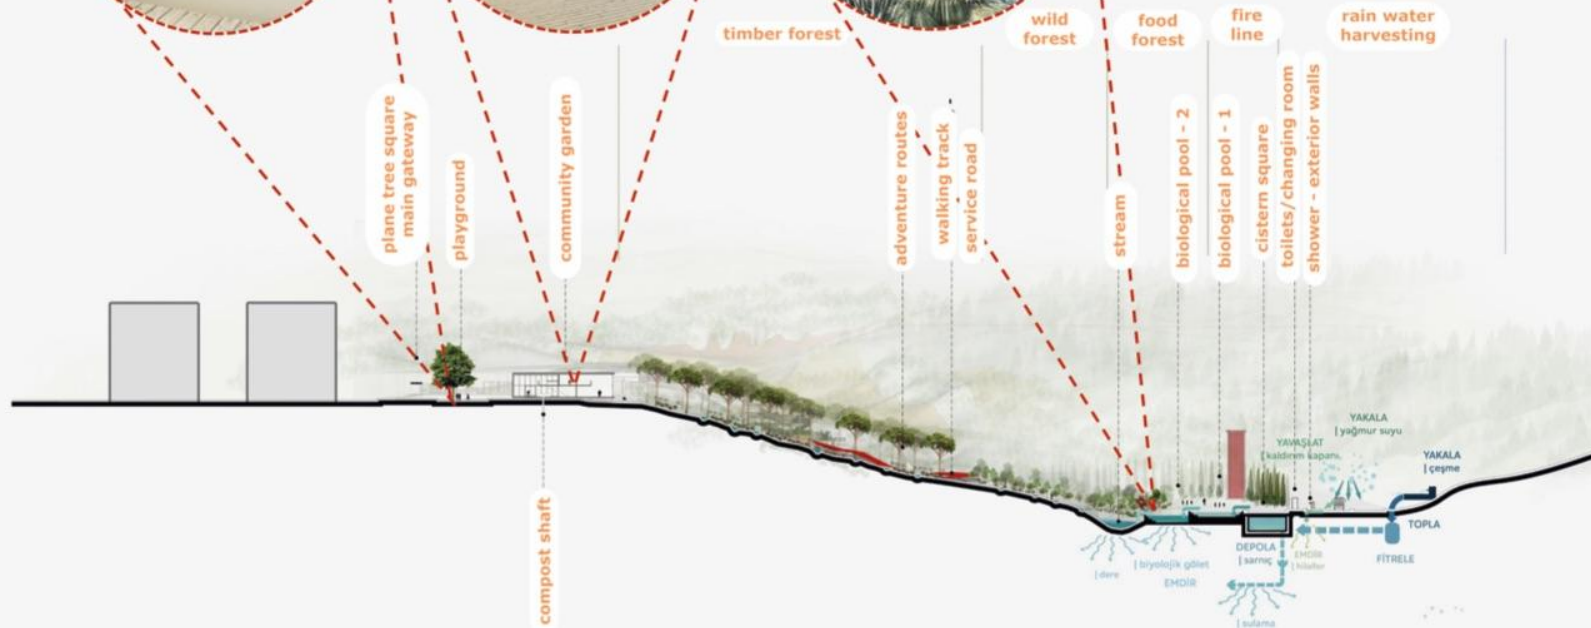 timber forest
wild
forest
food
forest
fire
line
rain water
harvesting
plane tree square
main gateway
playground
community garden
adventure routes
walking track
service road
stream
biological pool - 2
biological pool - 1
cistern square
toilets/changing room
shower - exterior walls
compost shaft
YAKALA
| yağmur suyu
YAVAŞLAT
| kaldırım kapanı
YAKALA
| çeşme
TOPLA
FİTRELE
DEPOLA
| sarnıç
EMDİR
| hilaller
| dere
| biyolojik gölet
EMDİR
| sulama